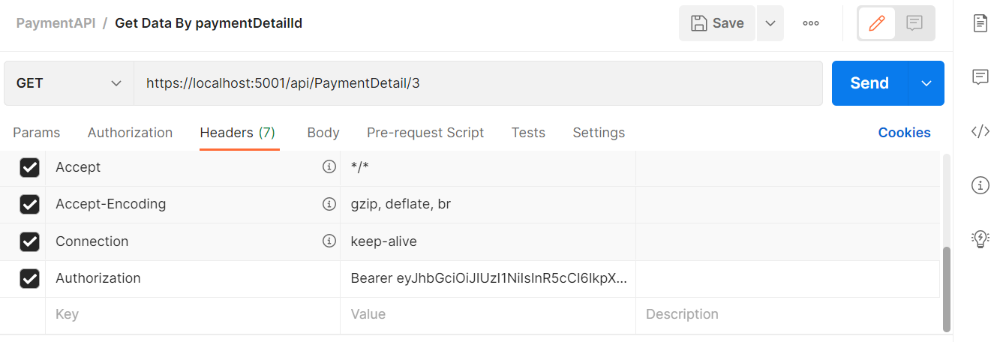 PaymentAPI / Get Data By paymentDetailId
Save
GET
https://localhost:5001/api/PaymentDetail/3
Send
Params Authorization Headers (7) Body Pre-request Script Tests Settings Cookies
Accept */*
Accept-Encoding gzip, deflate, br
Connection keep-alive
Authorization Bearer eyJhbGciOiJIUzI1NiIsInR5cCI6IkpX...
Key Value Description